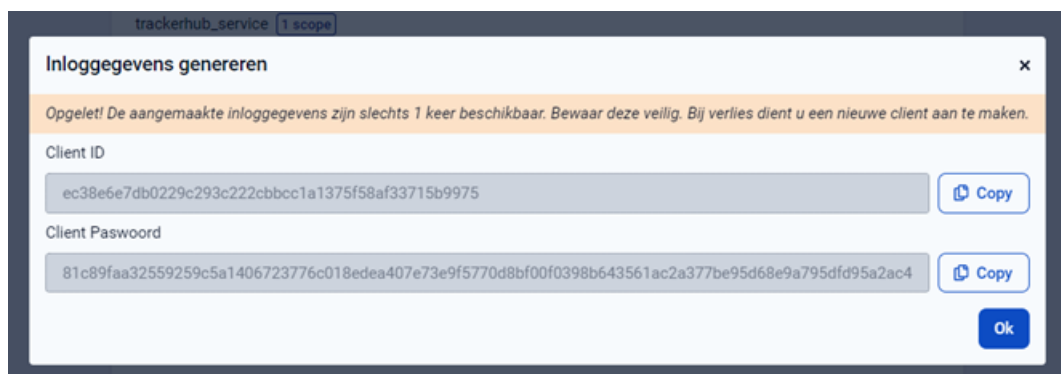 trackerhub_service 1 scope
Inloggegevens genereren ×
Opgelet! De aangemaakte inloggegevens zijn slechts 1 keer beschikbaar. Bewaar deze veilig. Bij verlies dient u een nieuwe client aan te maken.
Client ID
ec38e6e7db0229c293c222cbbcc1a1375f58af33715b9975 Copy
Client Paswoord
81c89faa32559259c5a1406723776c018edea407e73e9f5770d8bf00f0398b643561ac2a377be95d68e9a795dfd95a2ac4 Copy
Ok